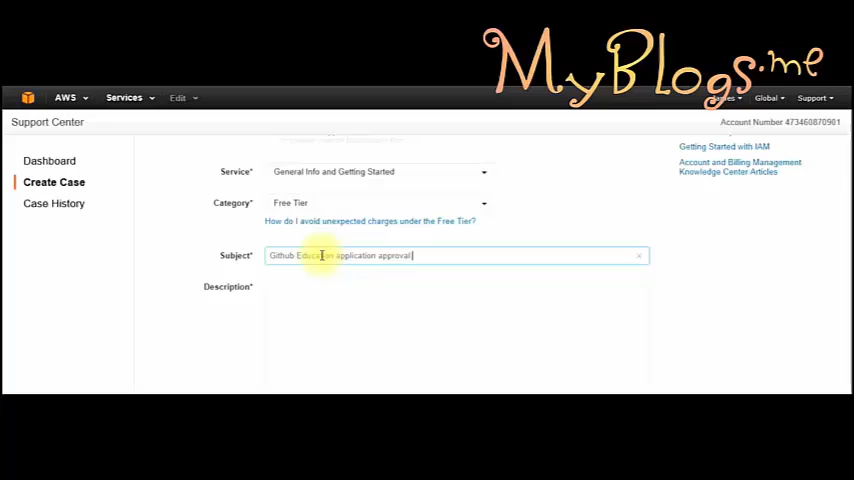 MyBlogs.me
AWS Services Edit James Global Support
Support Center Account Number 473460870901
Dashboard
Create Case
Case History
Service* General Info and Getting Started
Category* Free Tier
How do I avoid unexpected charges under the Free Tier?
Subject* Github Education application approval
Description*
Getting Started with IAM
Account and Billing Management
Knowledge Center Articles